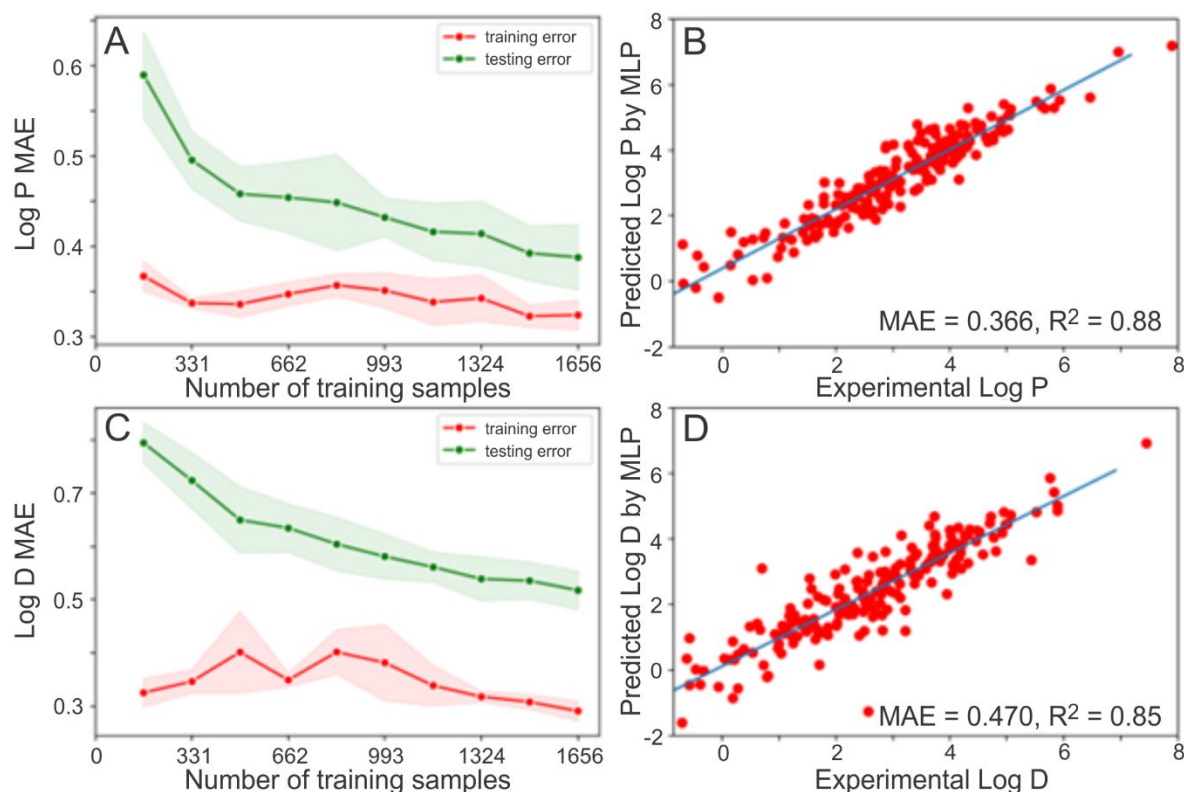 A
training error
testing error
Log P MAE
0.6
0.5
0.4
0.3
0
331
662
993
1324
1656
Number of training samples
B
Predicted Log P by MLP
8
6
4
2
0
-2
MAE = 0.366, R² = 0.88
0
2
4
6
8
Experimental Log P
C
training error
testing error
Log D MAE
0.7
0.5
0.3
0
331
662
993
1324
1656
Number of training samples
D
Predicted Log D by MLP
8
6
4
2
0
-2
MAE = 0.470, R² = 0.85
0
2
4
6
8
Experimental Log D